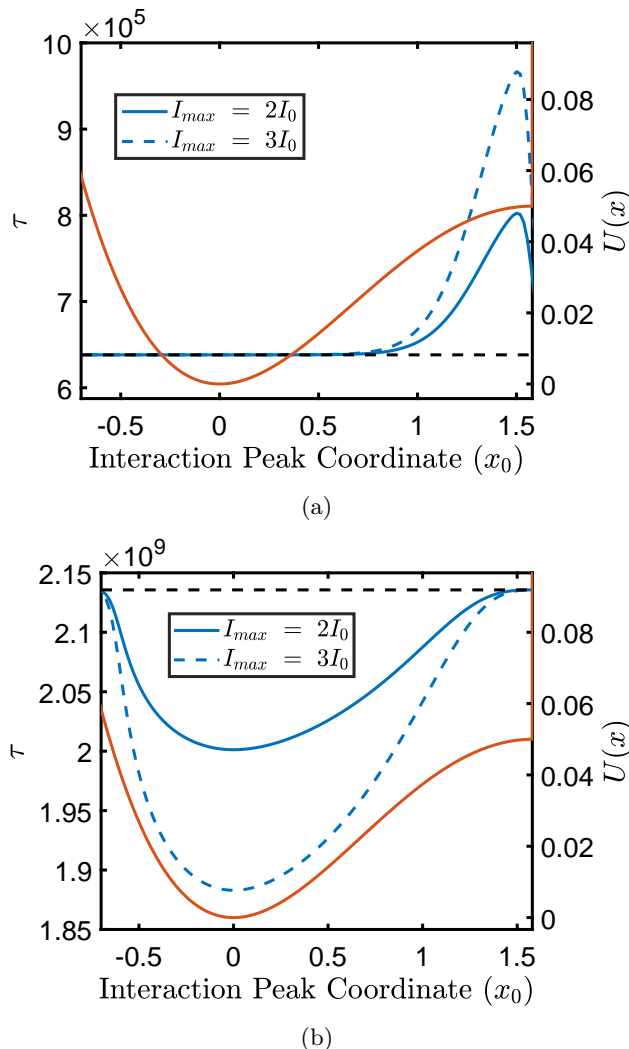 ×10^5
10
9
8
7
6
τ
I_max = 2I_0
I_max = 3I_0
0.08
0.06
0.04
0.02
0
U(x)
-0.5 0 0.5 1 1.5
Interaction Peak Coordinate (x_0)
(a)
×10^9
2.15
2.1
2.05
2
1.95
1.9
1.85
τ
I_max = 2I_0
I_max = 3I_0
0.08
0.06
0.04
0.02
0
U(x)
-0.5 0 0.5 1 1.5
Interaction Peak Coordinate (x_0)
(b)